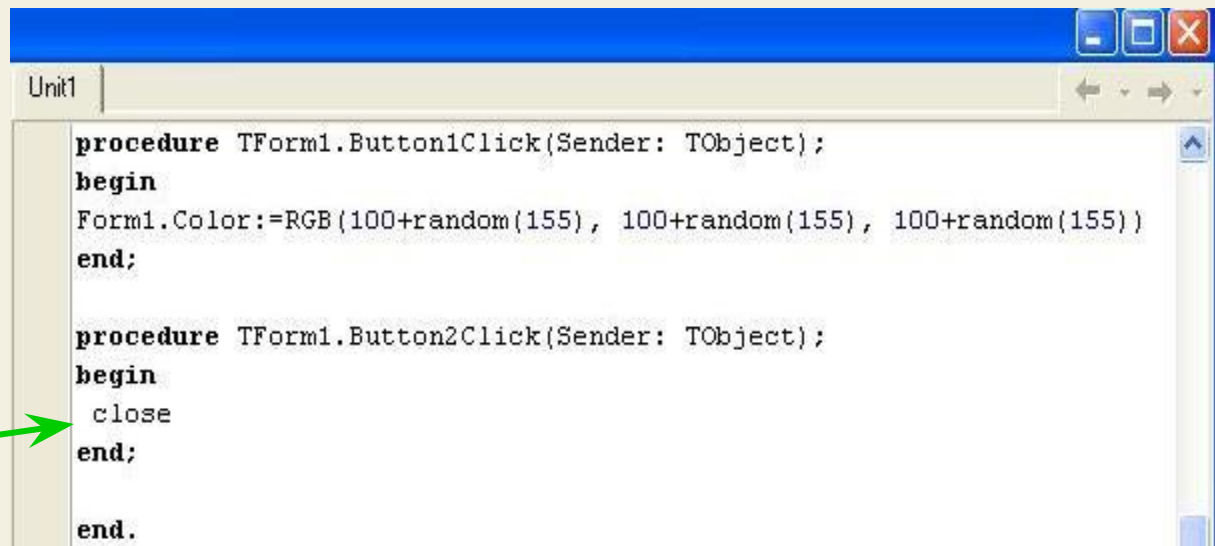 Unit1
procedure TForm1.Button1Click(Sender: TObject);
begin
Form1.Color:=RGB(100+random(155), 100+random(155), 100+random(155))
end;
procedure TForm1.Button2Click(Sender: TObject);
begin
close
end;
end.